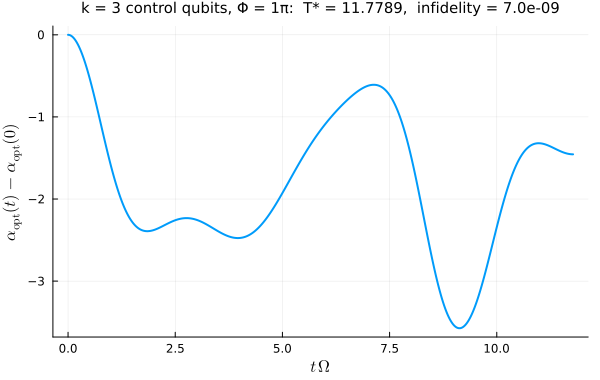 k = 3 control qubits, Φ = 1π:  T* = 11.7789,  infidelity = 7.0e-09
α_opt(t) − α_opt(0)
0
−1
−2
−3
0.0 2.5 5.0 7.5 10.0
t Ω